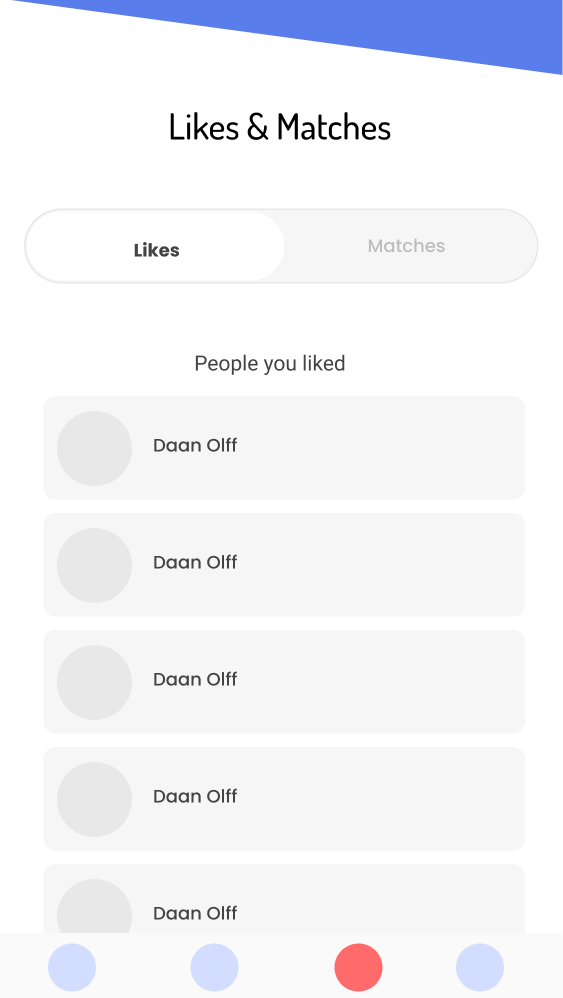 Likes & Matches
Likes
Matches
People you liked
Daan Olff
Daan Olff
Daan Olff
Daan Olff
Daan Olff